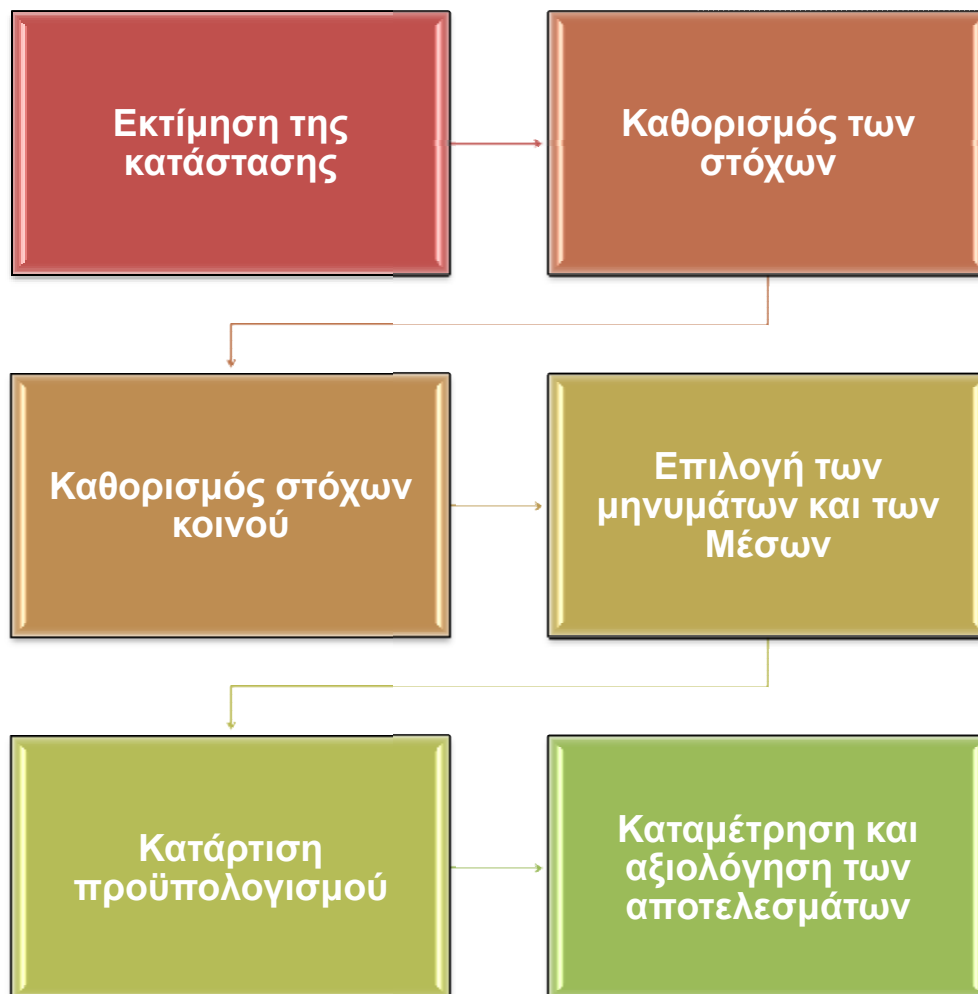 Εκτίμηση της
κατάστασης
Καθορισμός των
στόχων
Καθορισμός στόχων
κοινού
Επιλογή των
μηνυμάτων και των
Μέσων
Κατάρτιση
προϋπολογισμού
Καταμέτρηση και
αξιολόγηση των
αποτελεσμάτων